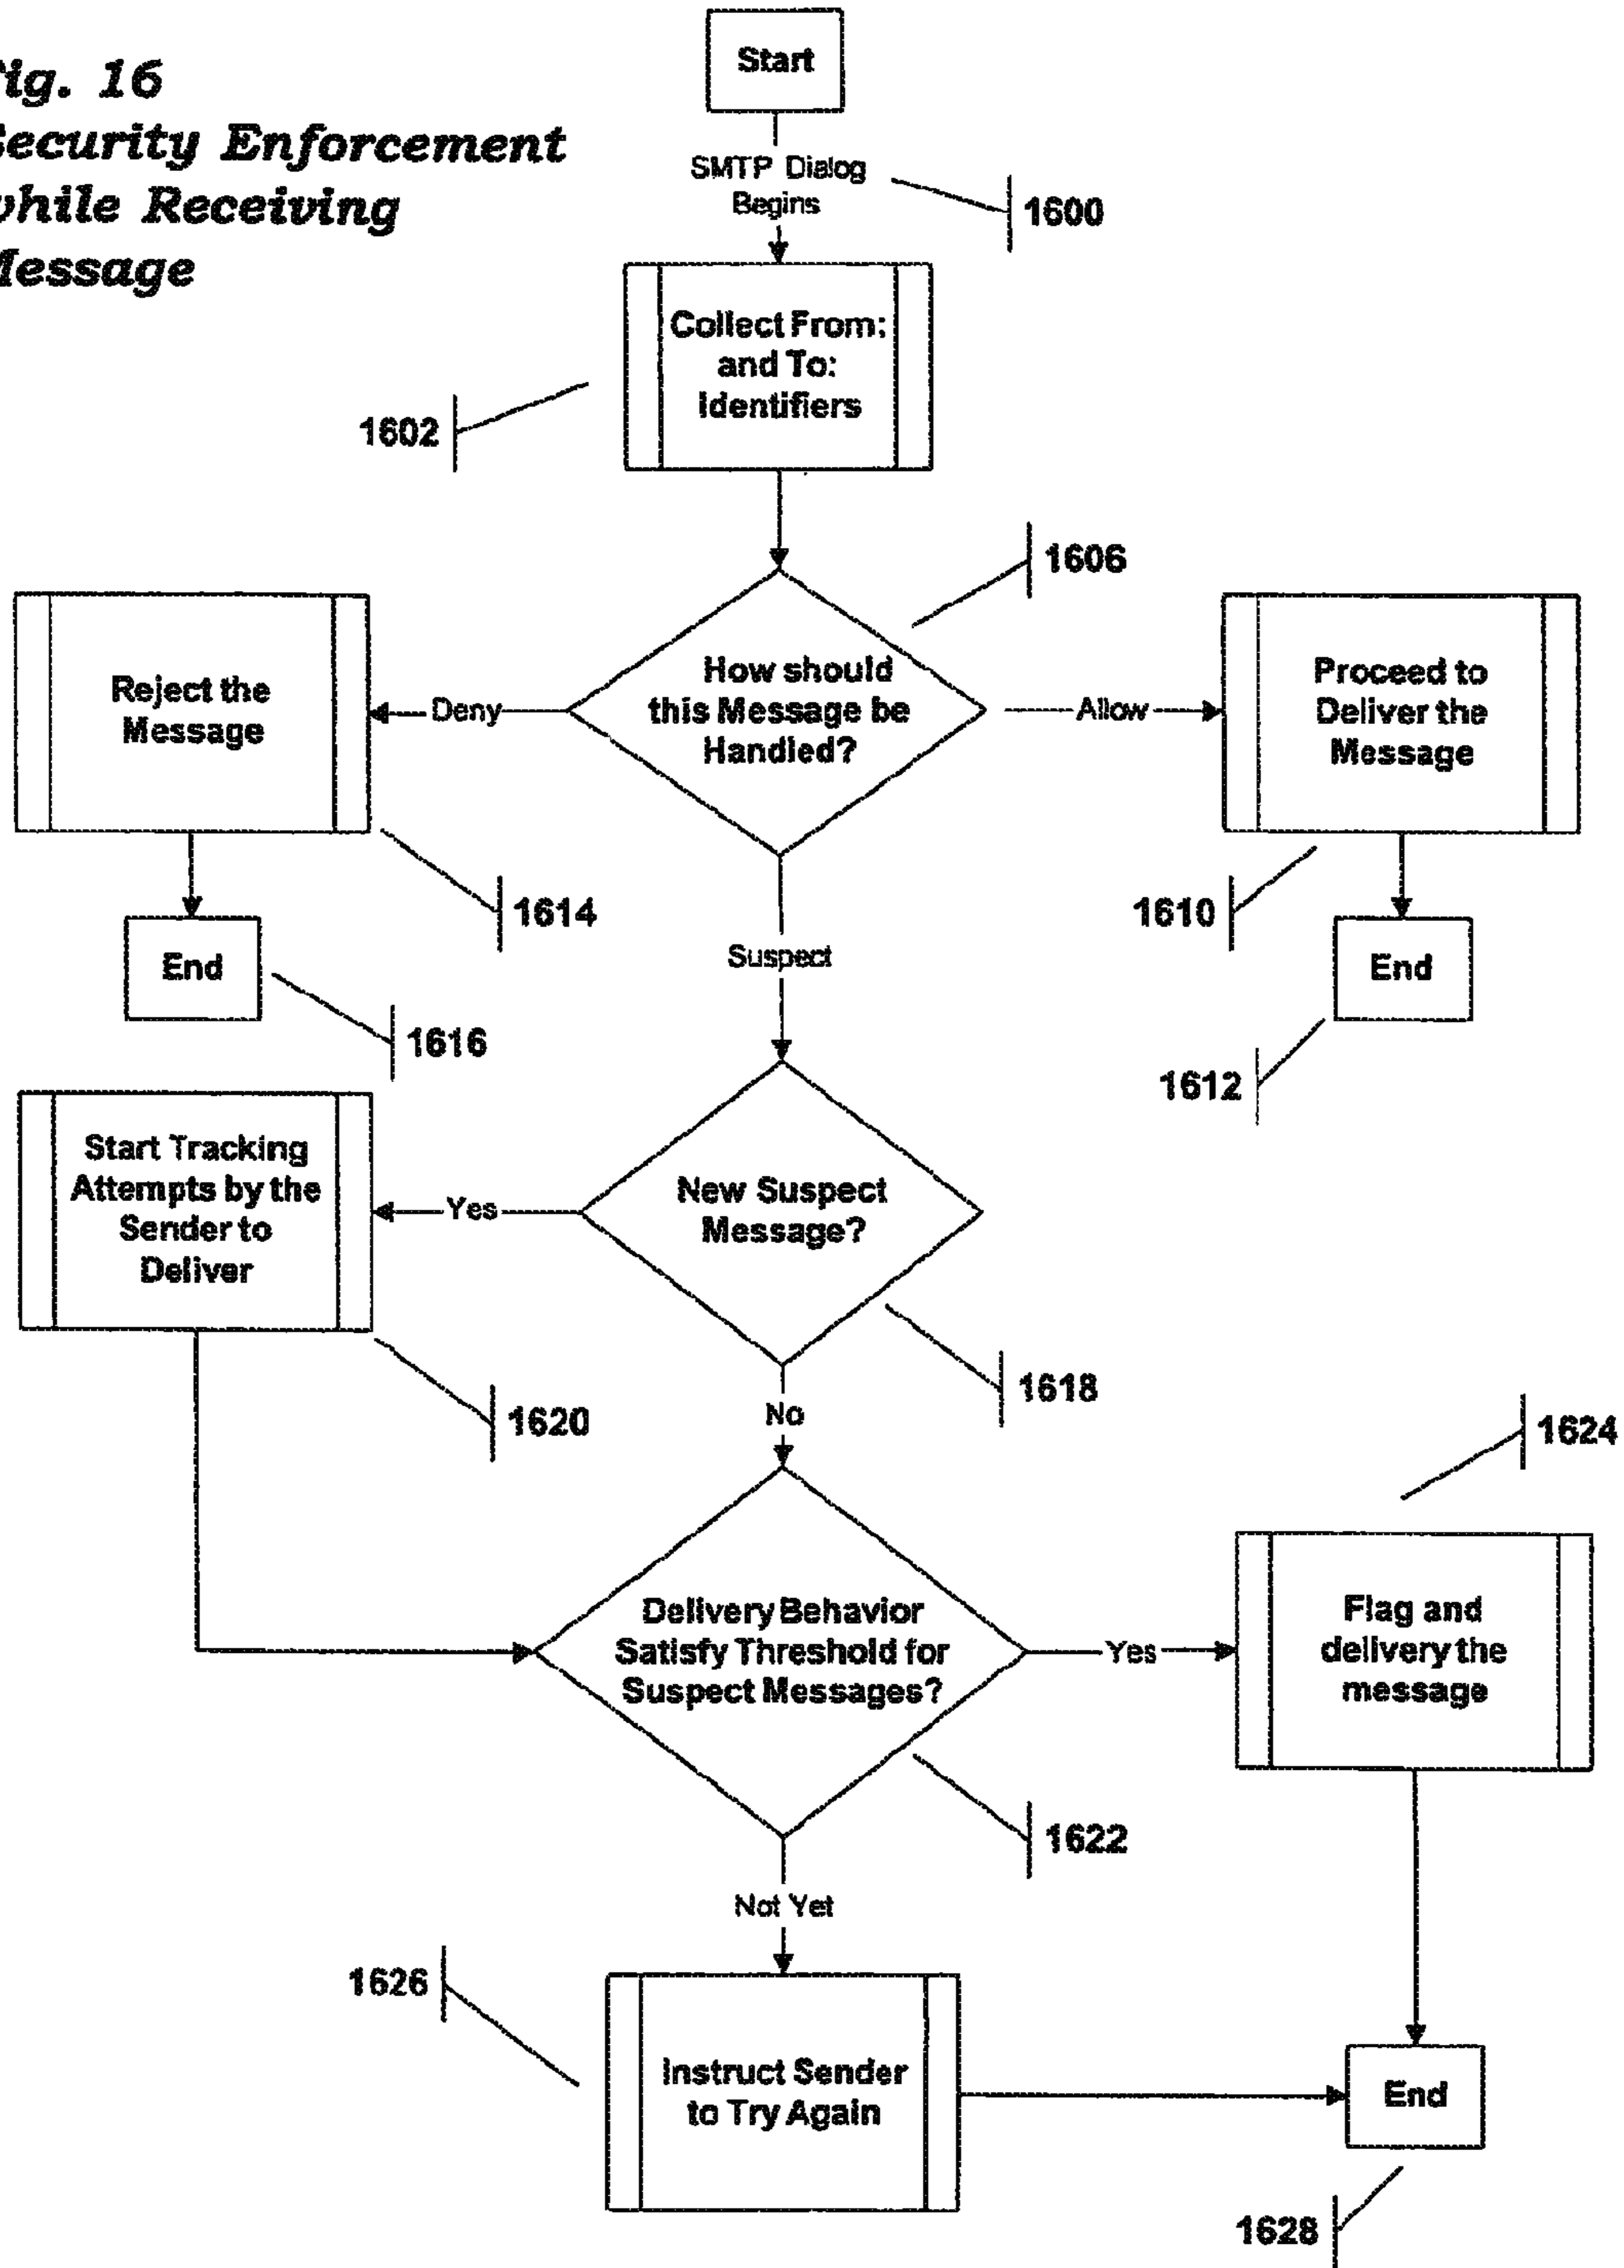 ig. 16
ecurity Enforcement
hile Receiving
essage
Start
SMTP Dialog
Begins
1600
Collect From:
and To:
Identifiers
1602
1606
How should
this Message be
Handled?
Deny
Allow
Reject the
Message
Proceed to
Deliver the
Message
1614
1610
End
End
Suspect
1616
1612
Start Tracking
Attempts by the
Sender to
Deliver
Yes
New Suspect
Message?
1618
1620
No
1624
Delivery Behavior
Satisfy Threshold for
Suspect Messages?
Yes
Flag and
delivery the
message
1622
Not Yet
1626
Instruct Sender
to Try Again
End
1628